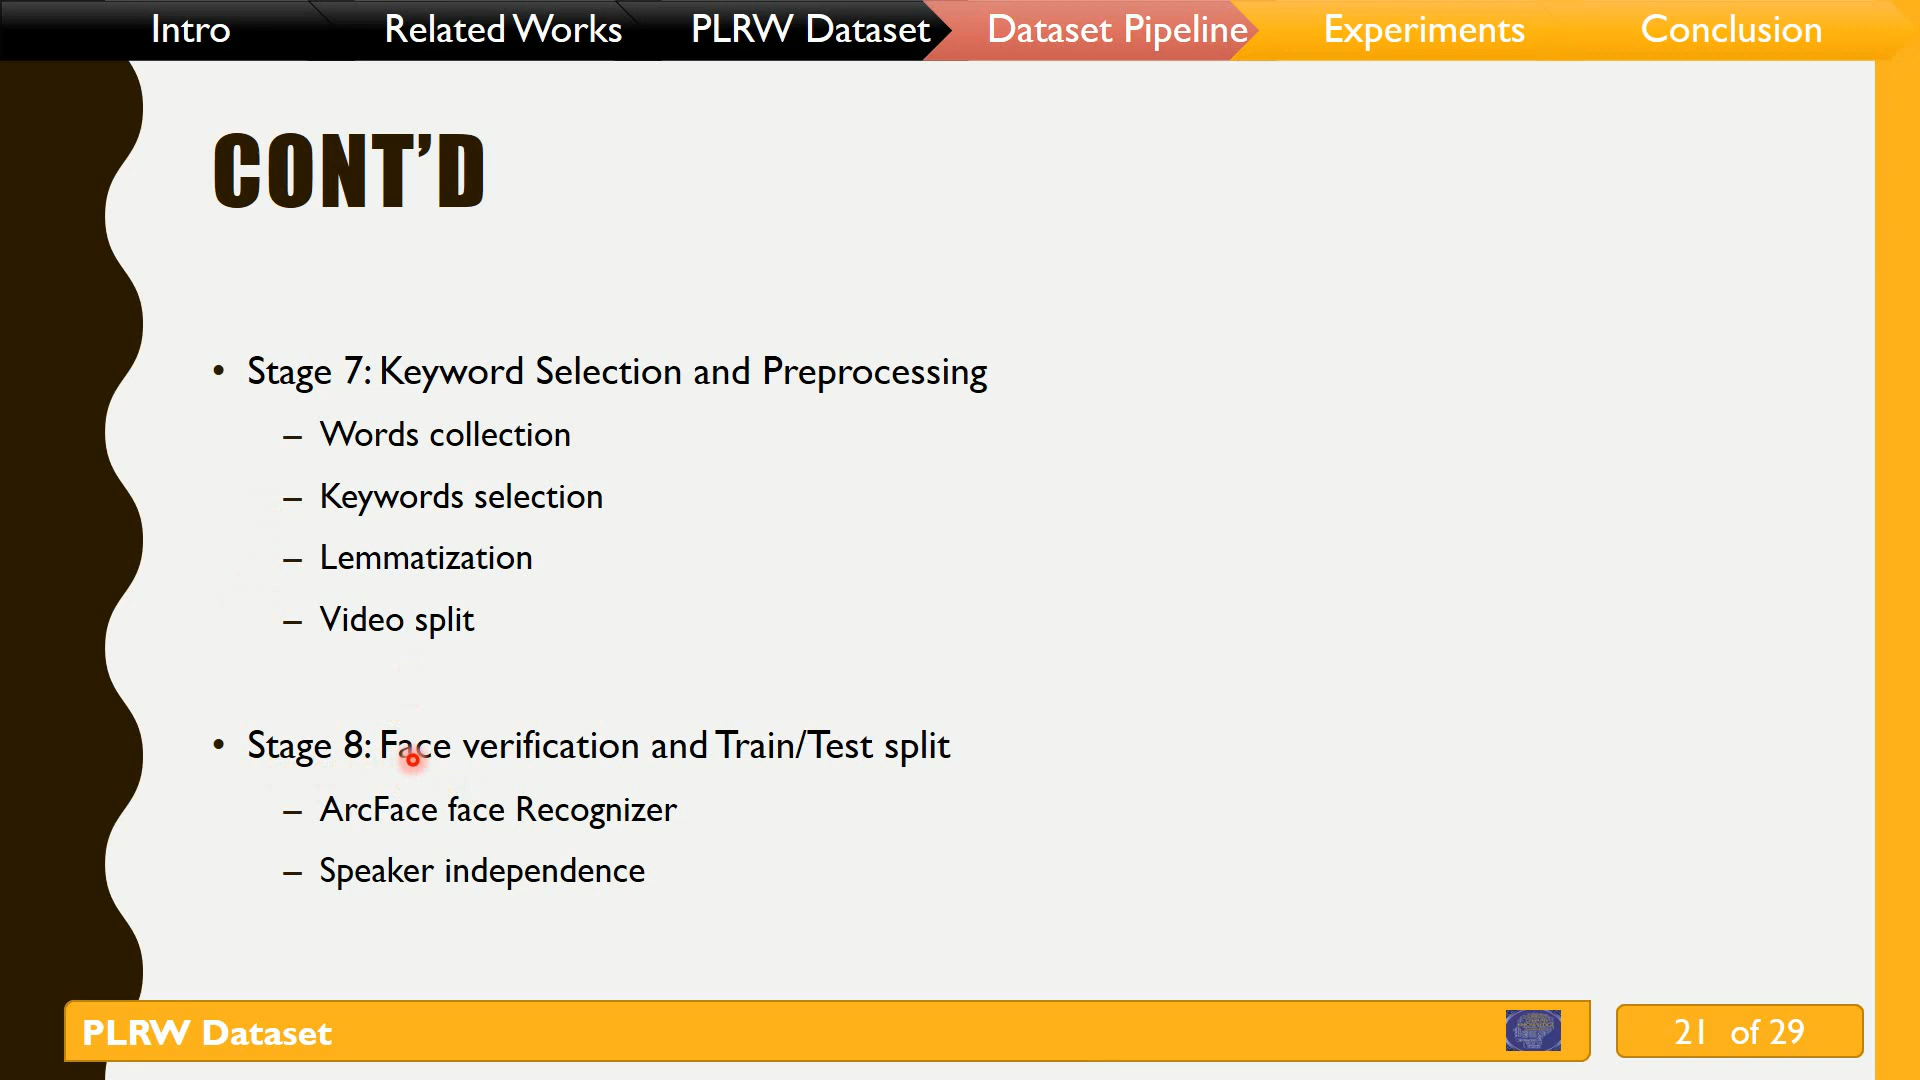 Intro
Related Works
PLRW Dataset
Dataset Pipeline
Experiments
Conclusion
CONT’D
• Stage 7: Keyword Selection and Preprocessing
– Words collection
– Keywords selection
– Lemmatization
– Video split
• Stage 8: Face verification and Train/Test split
– ArcFace face Recognizer
– Speaker independence
PLRW Dataset
21 of 29